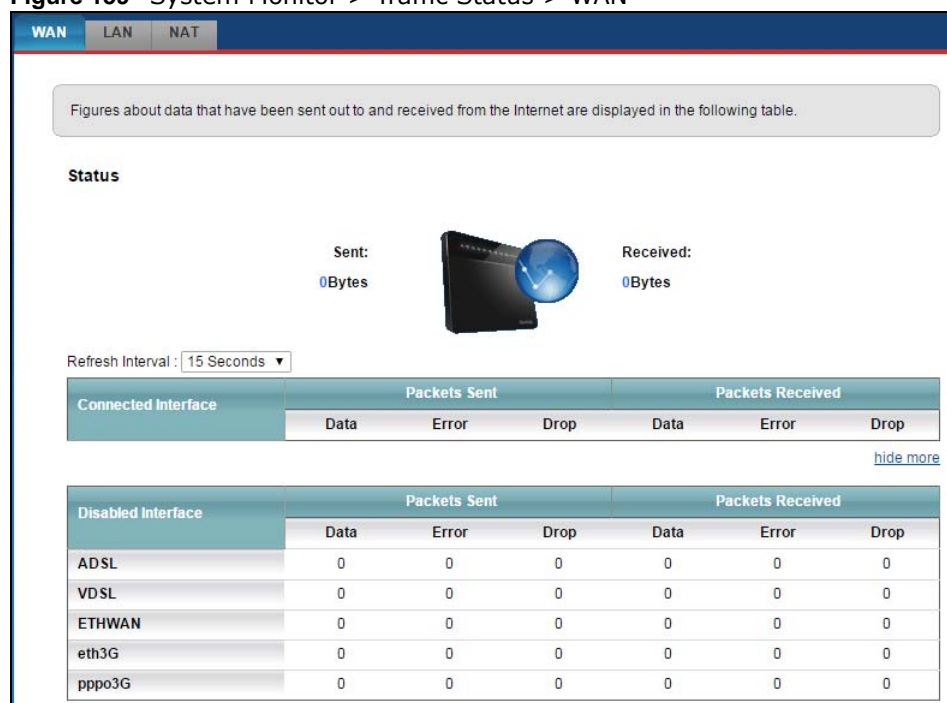 WAN LAN NAT
Figures about data that have been sent out to and received from the Internet are displayed in the following table.
Status
Sent: Received:
0Bytes 0Bytes
Refresh Interval : 15 Seconds ▼
Connected Interface Packets Sent Packets Received
Data Error Drop Data Error Drop
hide more
Disabled Interface Packets Sent Packets Received
Data Error Drop Data Error Drop
ADSL 0 0 0 0 0 0
VDSL 0 0 0 0 0 0
ETHWAN 0 0 0 0 0 0
eth3G 0 0 0 0 0 0
pppo3G 0 0 0 0 0 0